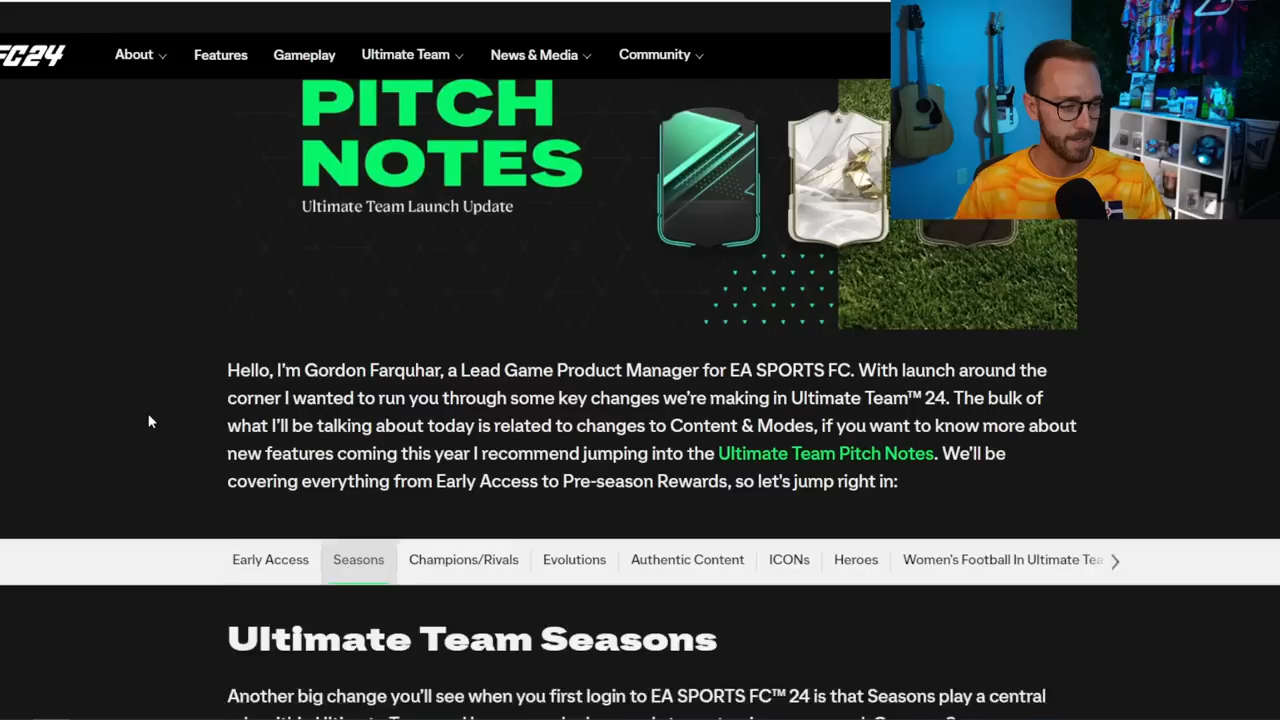 FC24
About
Features
Gameplay
Ultimate Team
News & Media
Community
PITCH
NOTES
Ultimate Team Launch Update
Hello, I'm Gordon Farquhar, a Lead Game Product Manager for EA SPORTS FC. With launch around the
corner I wanted to run you through some key changes we're making in Ultimate Team™ 24. The bulk of
what I'll be talking about today is related to changes to Content & Modes, if you want to know more about
new features coming this year I recommend jumping into the Ultimate Team Pitch Notes. We'll be
covering everything from Early Access to Pre-season Rewards, so let's jump right in:
Early Access
Seasons
Champions/Rivals
Evolutions
Authentic Content
ICONs
Heroes
Women's Football In Ultimate Tea
Ultimate Team Seasons
Another big change you'll see when you first login to EA SPORTS FC™ 24 is that Seasons play a central